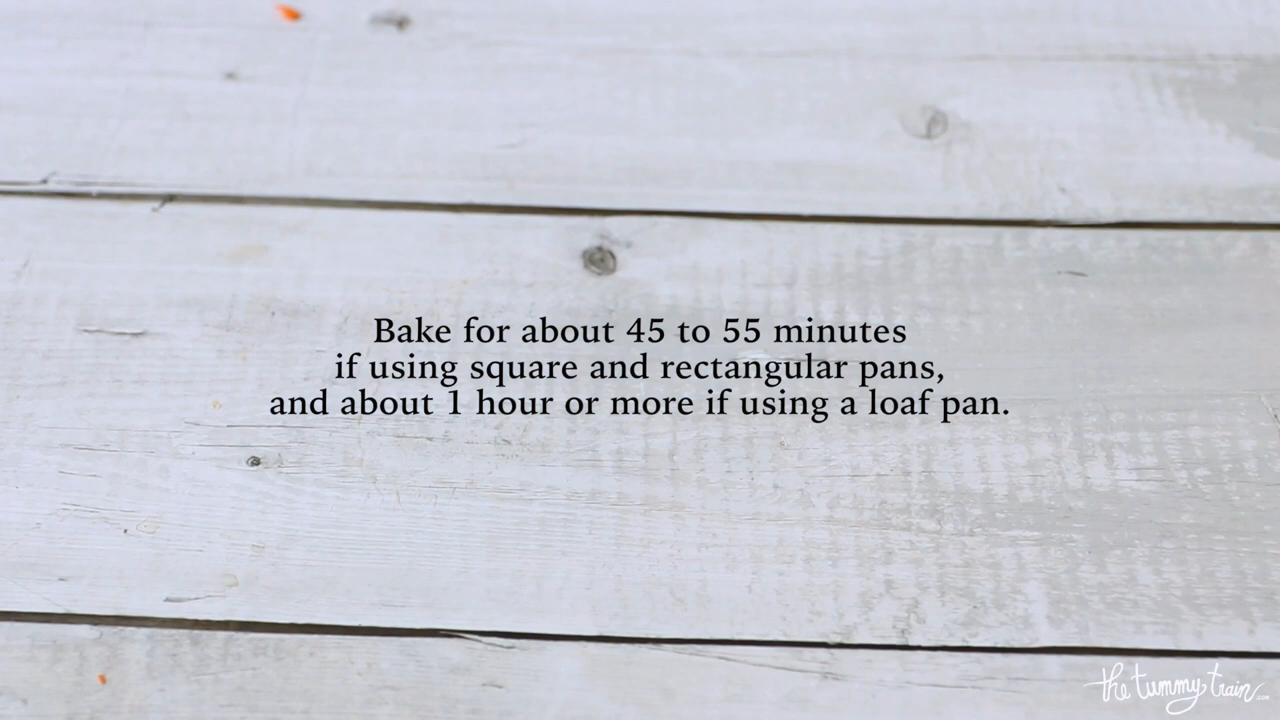 Bake for about 45 to 55 minutes
if using square and rectangular pans,
and about 1 hour or more if using a loaf pan.
the tummy train.com